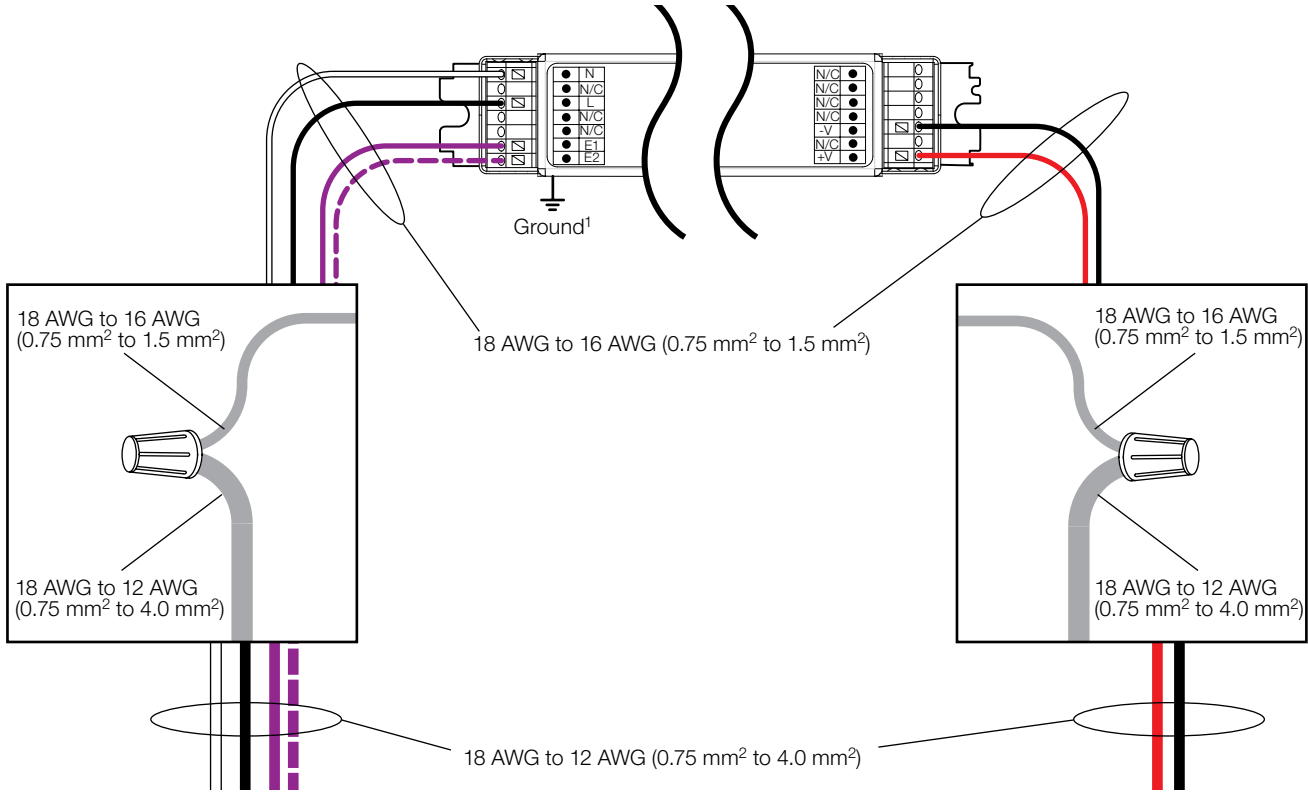 N
N/C
L
N/C
N/C
E1
E2
N/C
N/C
N/C
N/C
-V
N/C
+V
Ground¹
18 AWG to 16 AWG
(0.75 mm² to 1.5 mm²)
18 AWG to 16 AWG (0.75 mm² to 1.5 mm²)
18 AWG to 16 AWG
(0.75 mm² to 1.5 mm²)
18 AWG to 12 AWG
(0.75 mm² to 4.0 mm²)
18 AWG to 12 AWG
(0.75 mm² to 4.0 mm²)
18 AWG to 12 AWG (0.75 mm² to 4.0 mm²)